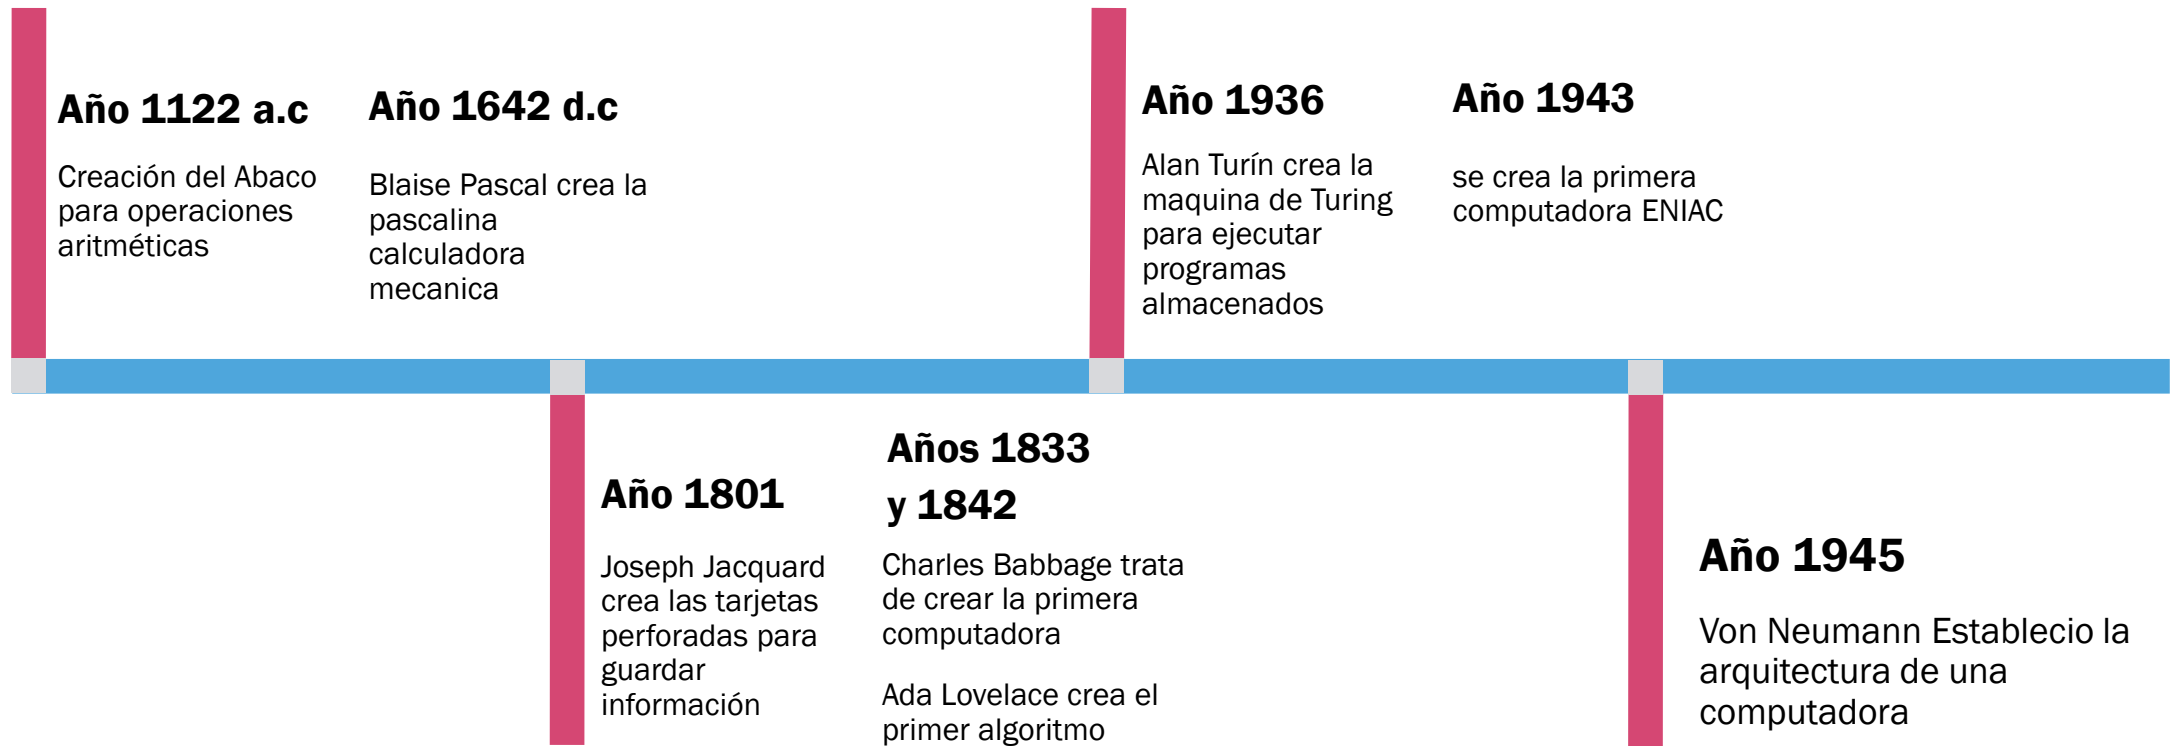 Año 1122 a.c
Creación del Abaco
para operaciones
aritméticas
Año 1642 d.c
Blaise Pascal crea la
pascalina
calculadora
mecanica
Año 1801
Joseph Jacquard
crea las tarjetas
perforadas para
guardar
información
Años 1833
y 1842
Charles Babbage trata
de crear la primera
computadora
Ada Lovelace crea el
primer algoritmo
Año 1936
Alan Turín crea la
maquina de Turing
para ejecutar
programas
almacenados
Año 1943
se crea la primera
computadora ENIAC
Año 1945
Von Neumann Establecio la
arquitectura de una
computadora